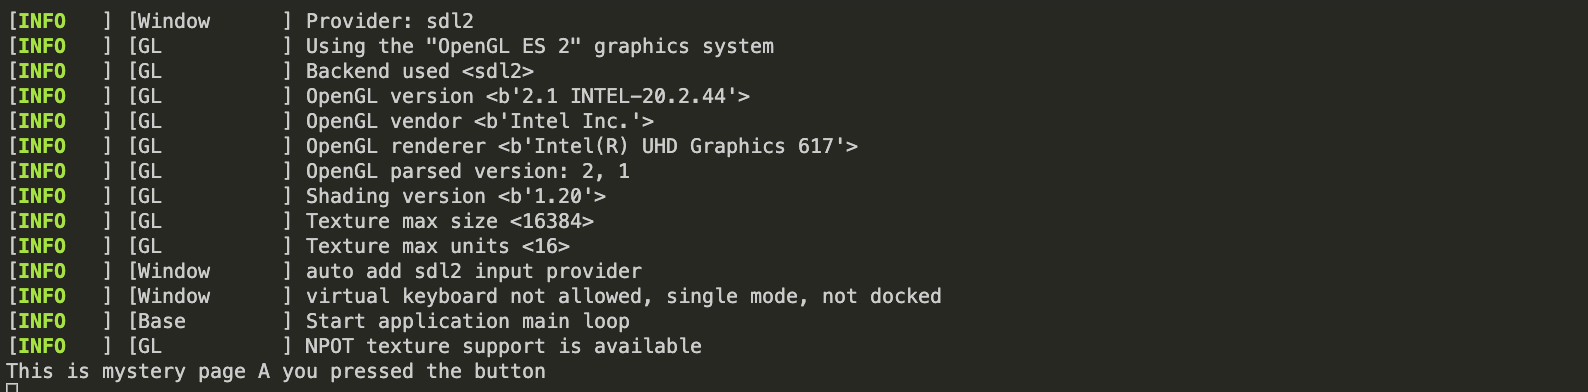 [INFO   ] [Window      ] Provider: sdl2
[INFO   ] [GL          ] Using the "OpenGL ES 2" graphics system
[INFO   ] [GL          ] Backend used <sdl2>
[INFO   ] [GL          ] OpenGL version <b'2.1 INTEL-20.2.44'>
[INFO   ] [GL          ] OpenGL vendor <b'Intel Inc.'>
[INFO   ] [GL          ] OpenGL renderer <b'Intel(R) UHD Graphics 617'>
[INFO   ] [GL          ] OpenGL parsed version: 2, 1
[INFO   ] [GL          ] Shading version <b'1.20'>
[INFO   ] [GL          ] Texture max size <16384>
[INFO   ] [GL          ] Texture max units <16>
[INFO   ] [Window      ] auto add sdl2 input provider
[INFO   ] [Window      ] virtual keyboard not allowed, single mode, not docked
[INFO   ] [Base        ] Start application main loop
[INFO   ] [GL          ] NPOT texture support is available
This is mystery page A you pressed the button